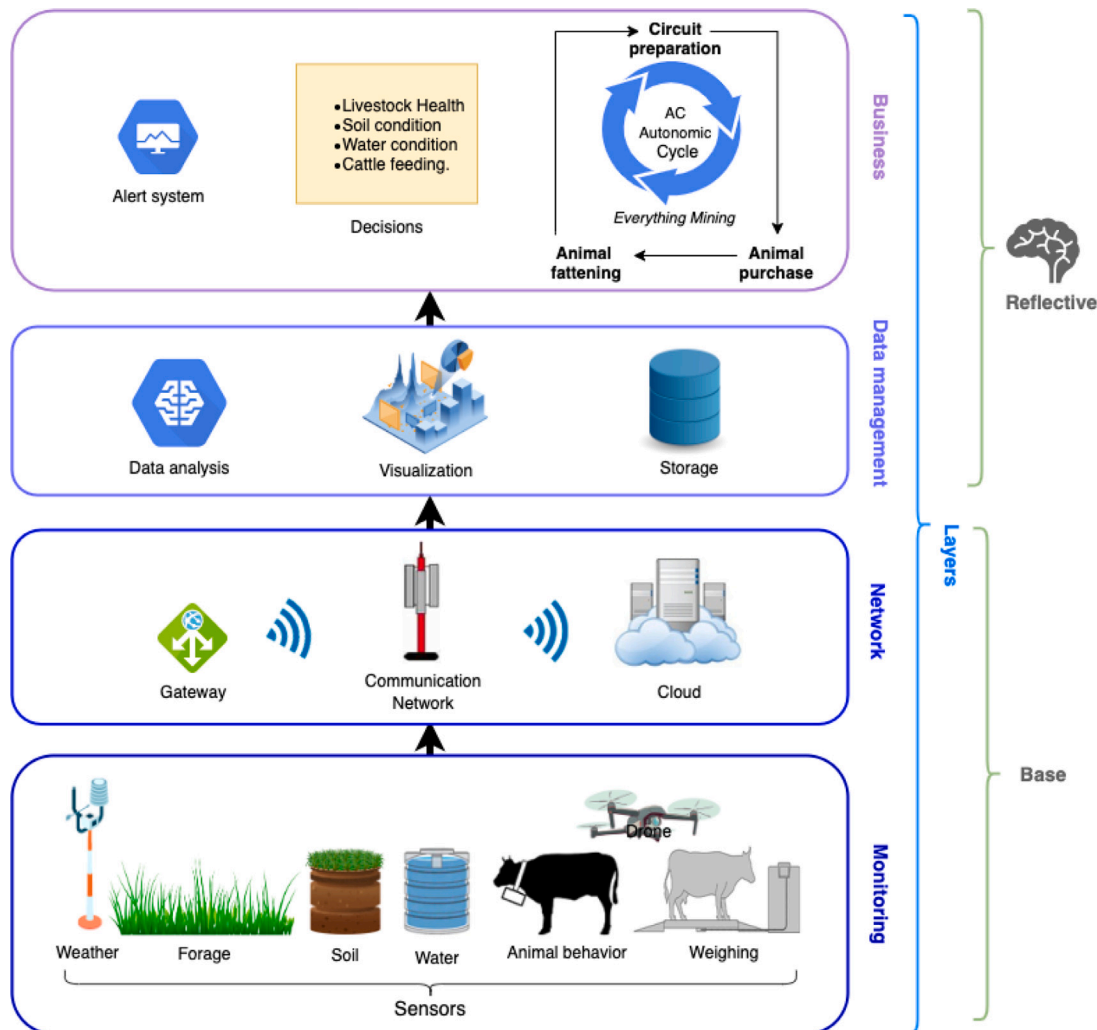 Circuit
preparation
AC
Autonomic
Cycle
Everything Mining
Animal
fattening
Animal
purchase
•Livestock Health
•Soil condition
•Water condition
•Cattle feeding.
Decisions
Alert system
Business
Reflective
Data analysis
Visualization
Storage
Data management
Layers
Gateway
Communication
Network
Cloud
Network
Base
Drone
Weather
Forage
Soil
Water
Animal behavior
Weighing
Sensors
Monitoring